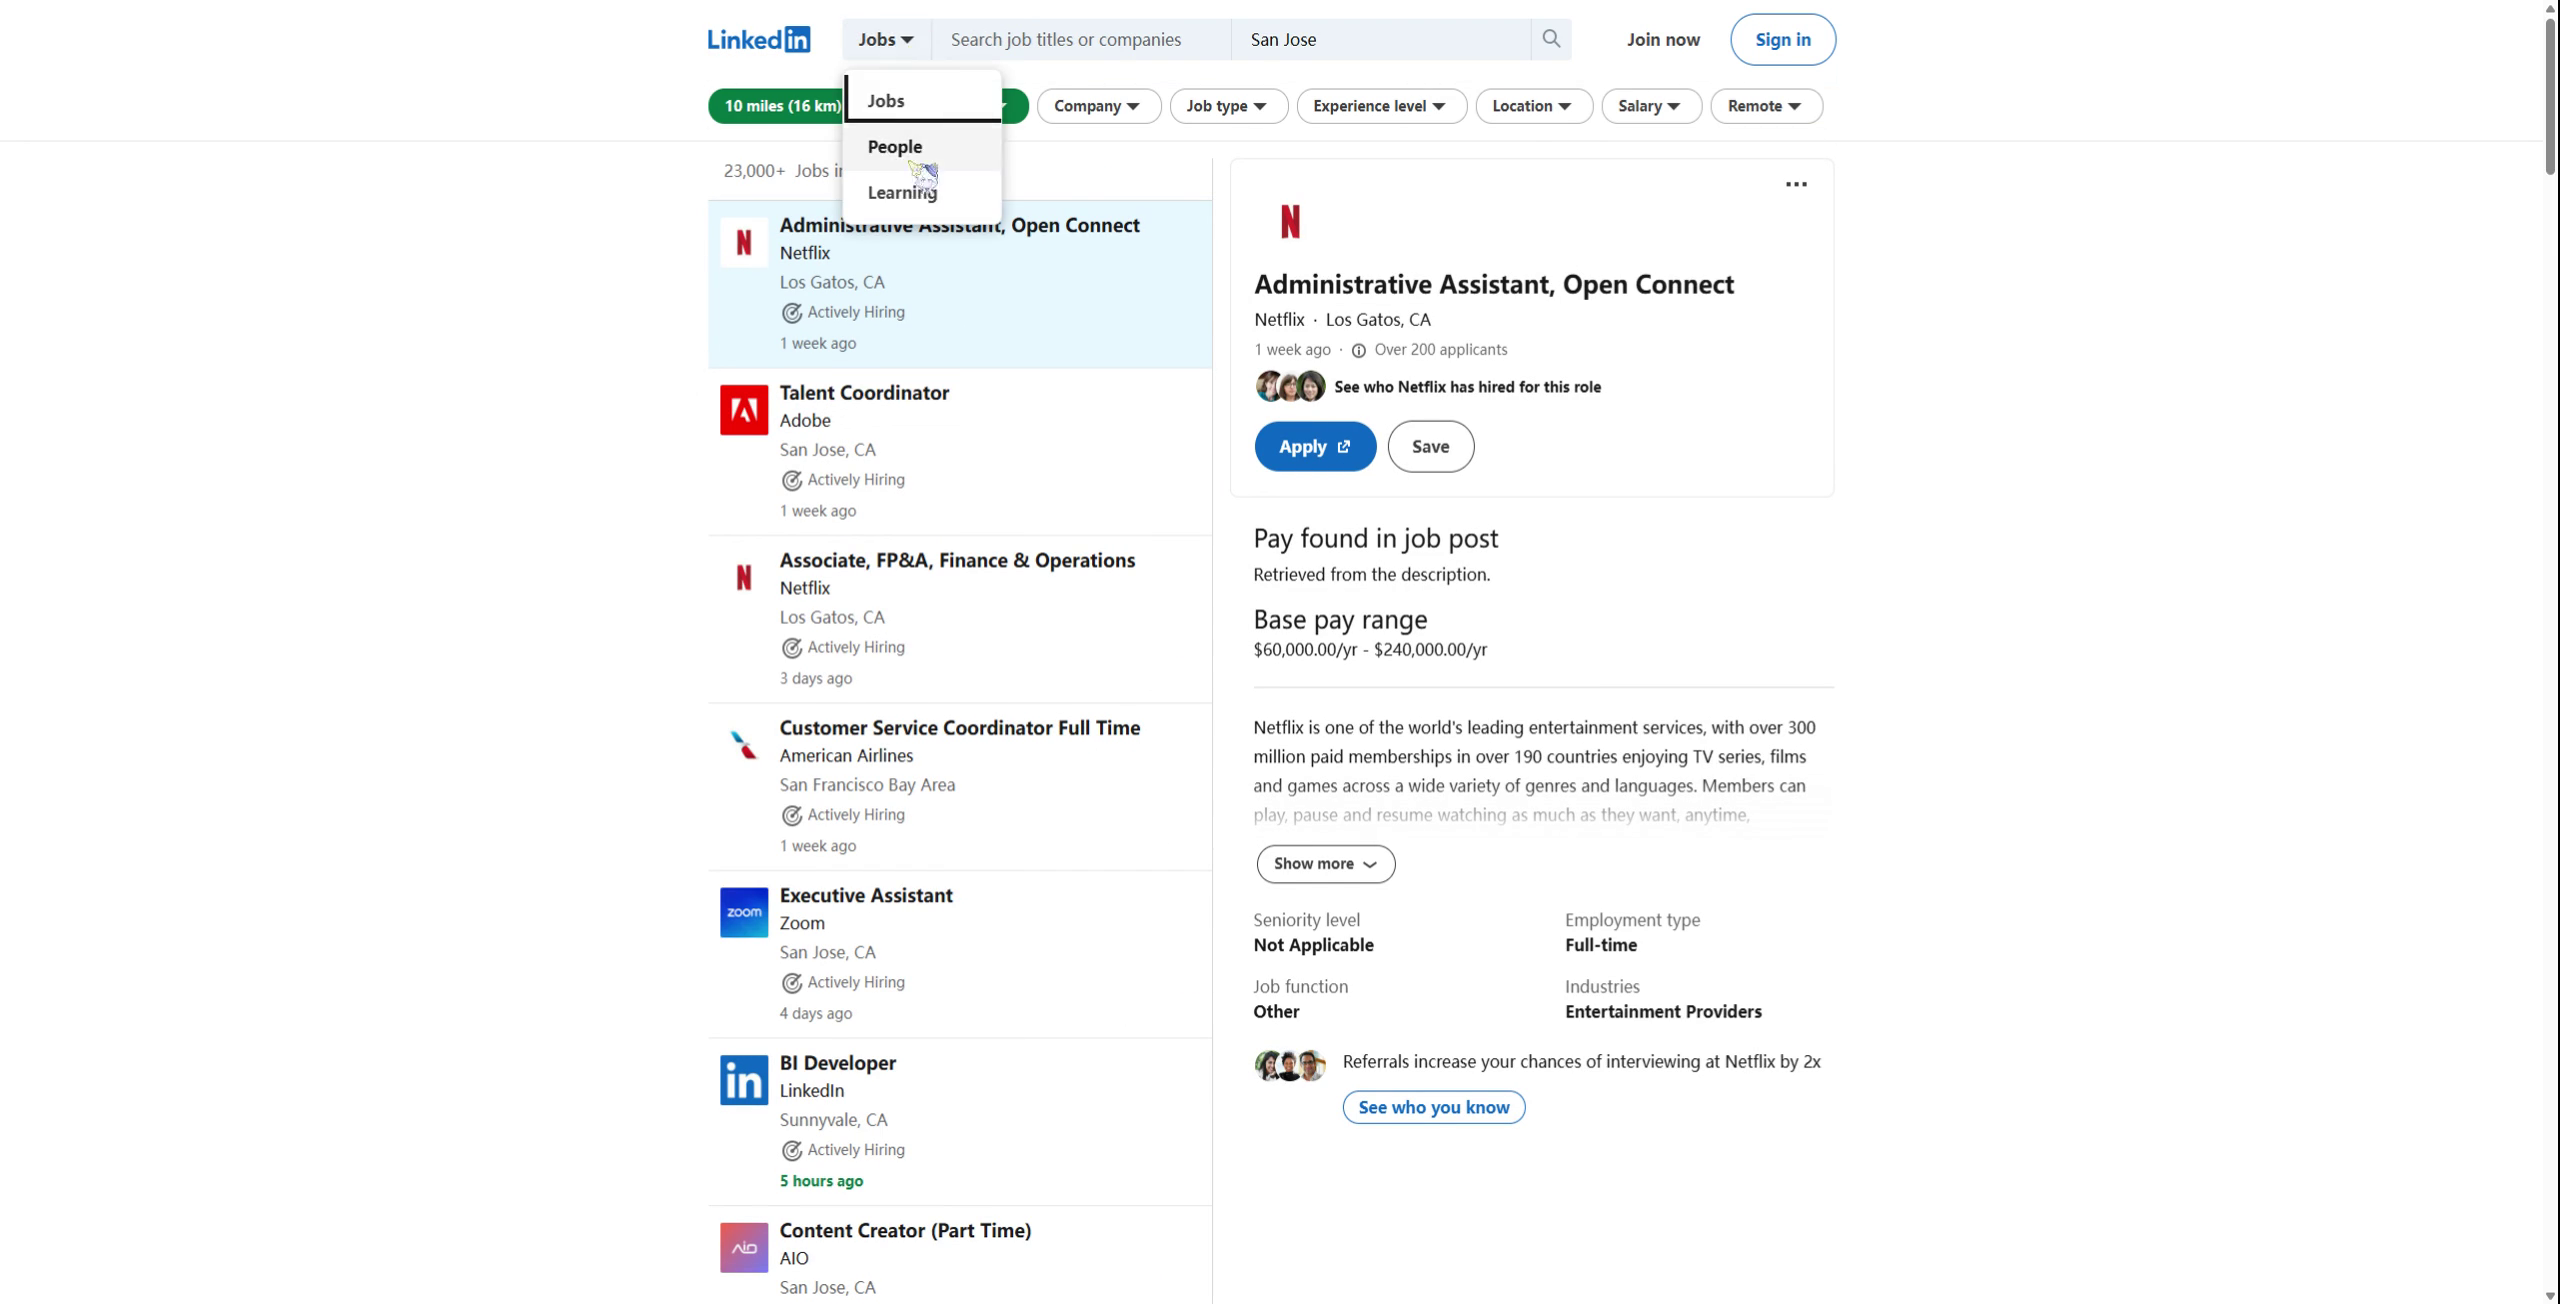 LinkedIn
Jobs
Search job titles or companies
San Jose
Join now
Sign in
10 miles (16 km)
Company
Job type
Experience level
Location
Salary
Remote
Jobs
People
Learning
23,000+ Jobs
Administrative Assistant, Open Connect
Netflix
Los Gatos, CA
Actively Hiring
1 week ago
Talent Coordinator
Adobe
San Jose, CA
Actively Hiring
1 week ago
Associate, FP&A, Finance & Operations
Netflix
Los Gatos, CA
Actively Hiring
3 days ago
Customer Service Coordinator Full Time
American Airlines
San Francisco Bay Area
Actively Hiring
1 week ago
zoom
Executive Assistant
Zoom
San Jose, CA
Actively Hiring
4 days ago
in
BI Developer
LinkedIn
Sunnyvale, CA
Actively Hiring
5 hours ago
AIO
Content Creator (Part Time)
AIO
San Jose, CA
N
Administrative Assistant, Open Connect
Netflix · Los Gatos, CA
1 week ago · Over 200 applicants
See who Netflix has hired for this role
Apply
Save
Pay found in job post
Retrieved from the description.
Base pay range
$60,000.00/yr - $240,000.00/yr
Netflix is one of the world's leading entertainment services, with over 300
million paid memberships in over 190 countries enjoying TV series, films
and games across a wide variety of genres and languages. Members can
play, pause and resume watching as much as they want, anytime,
Show more
Seniority level
Not Applicable
Employment type
Full-time
Job function
Other
Industries
Entertainment Providers
Referrals increase your chances of interviewing at Netflix by 2x
See who you know